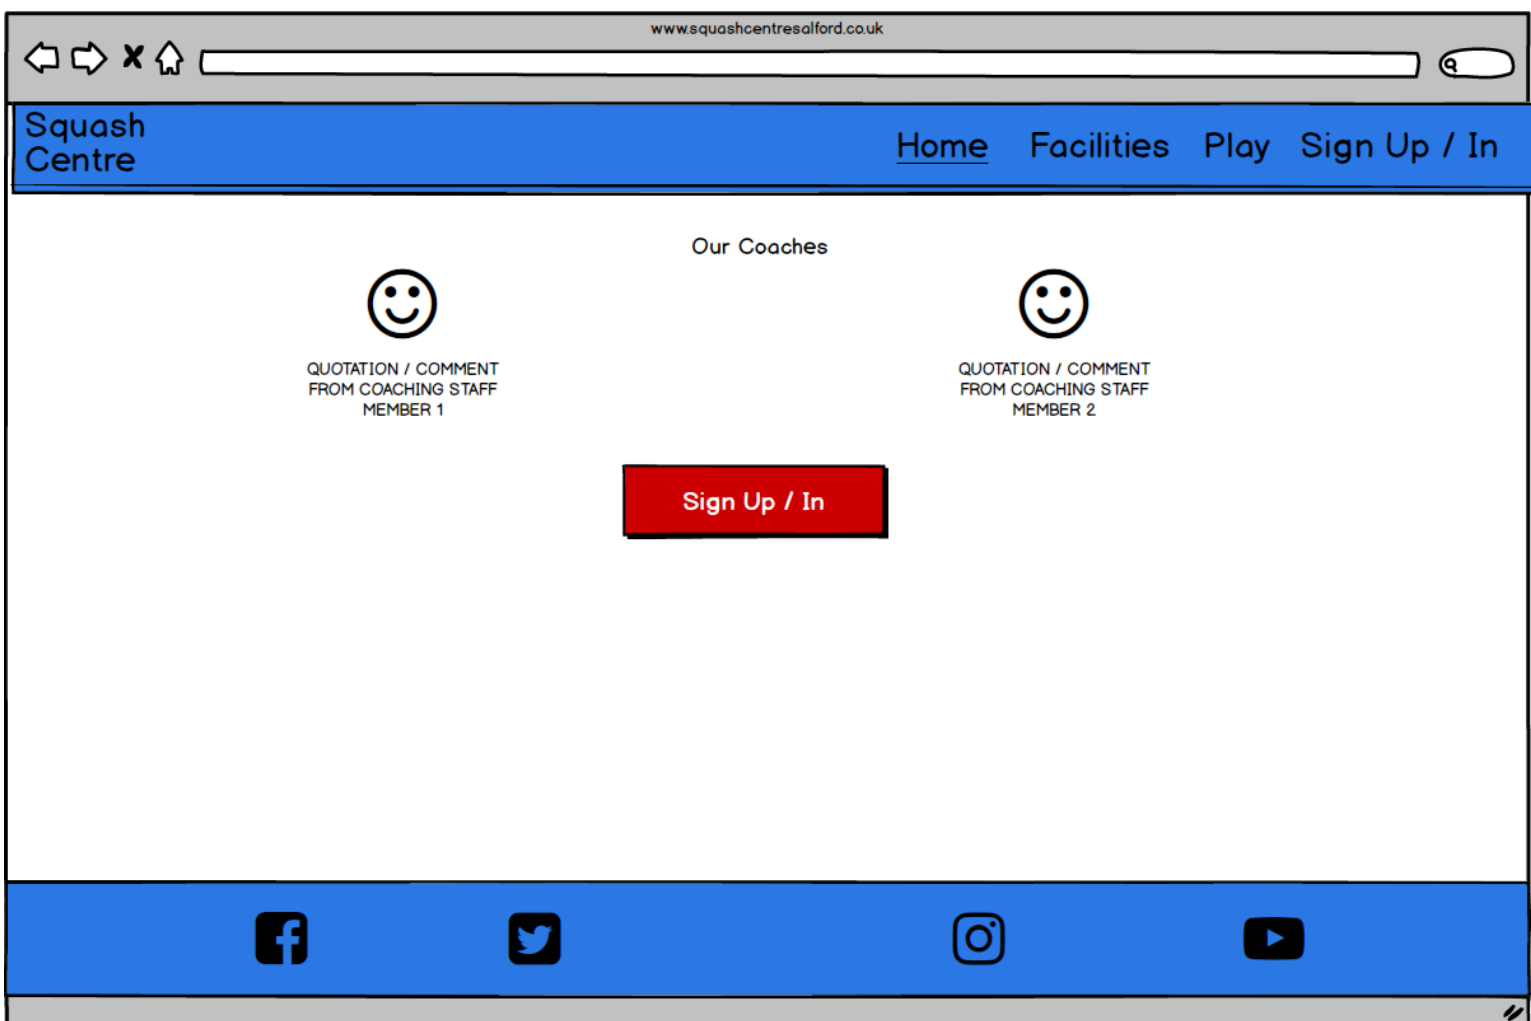 www.squashcentresalford.co.uk
Squash
Centre
Home Facilities Play Sign Up / In
Our Coaches
QUOTATION / COMMENT
FROM COACHING STAFF
MEMBER 1
QUOTATION / COMMENT
FROM COACHING STAFF
MEMBER 2
Sign Up / In